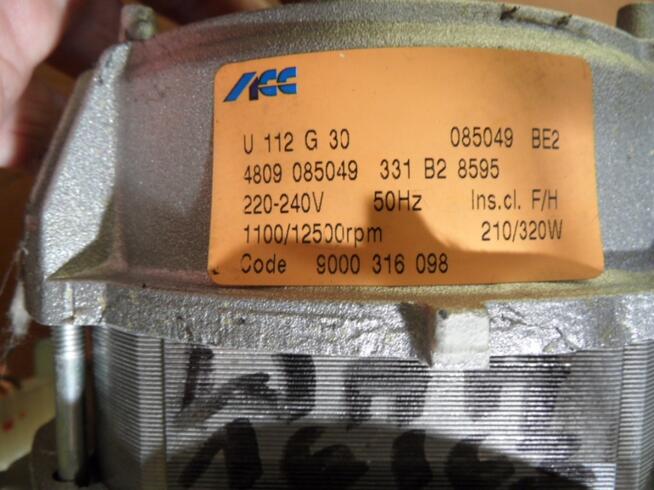 ACC
U 112 G 30 085049 BE2
4809 085049 331 B2 8595
220-240V 50Hz Ins.cl. F/H
1100/12500rpm 210/320W
Code 9000 316 098